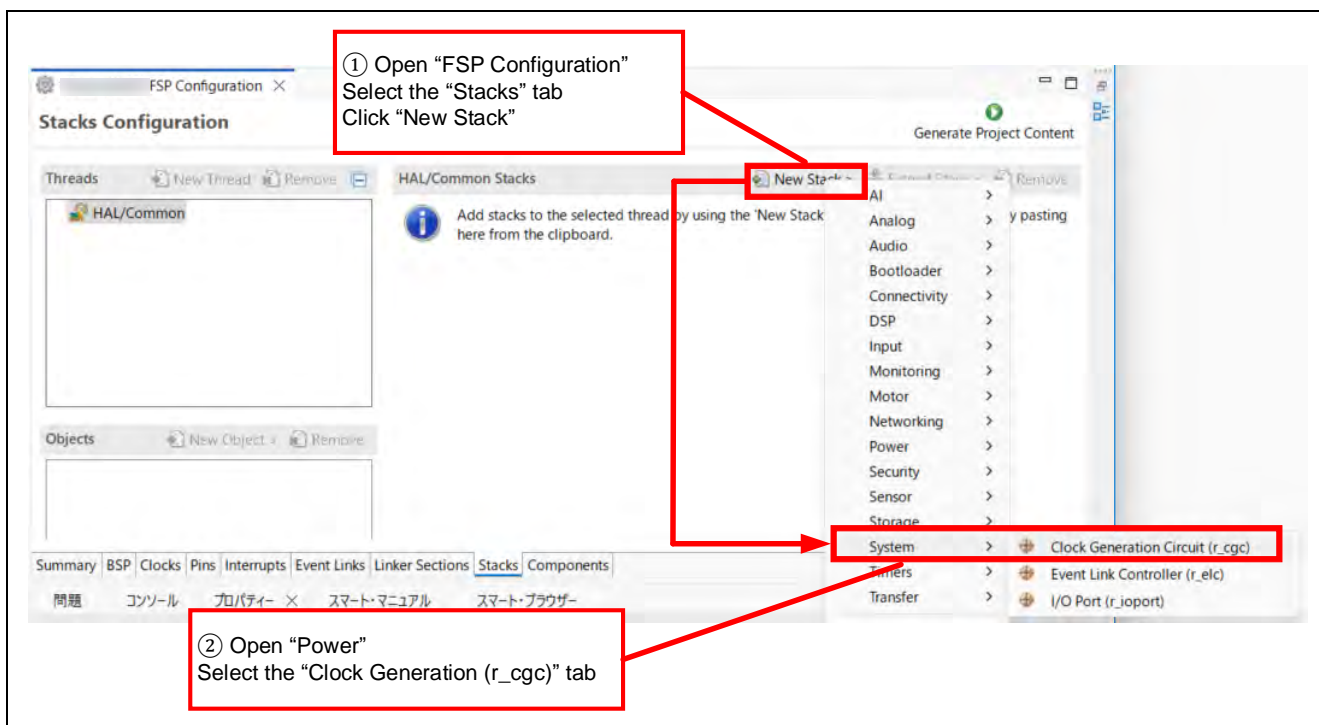 ① Open “FSP Configuration”
Select the “Stacks” tab
Click “New Stack”
FSP Configuration ×
Stacks Configuration
Generate Project Content
Threads
New Thread
Remove
HAL/Common Stacks
New Stack
Remove
HAL/Common
Add stacks to the selected thread by using the 'New Stack
y pasting
here from the clipboard.
AI >
Analog >
Audio >
Bootloader >
Connectivity >
DSP >
Input >
Monitoring >
Motor >
Networking >
Power >
Security >
Sensor >
Storage >
System >
Timers >
Transfer >
Clock Generation Circuit (r_cgc)
Event Link Controller (r_elc)
I/O Port (r_ioport)
Objects
New Object
Remove
Summary BSP Clocks Pins Interrupts Event Links Linker Sections Stacks Components
問題 コンソール プロパティー × スマート・マニュアル スマート・ブラウザー
② Open “Power”
Select the “Clock Generation (r_cgc)” tab